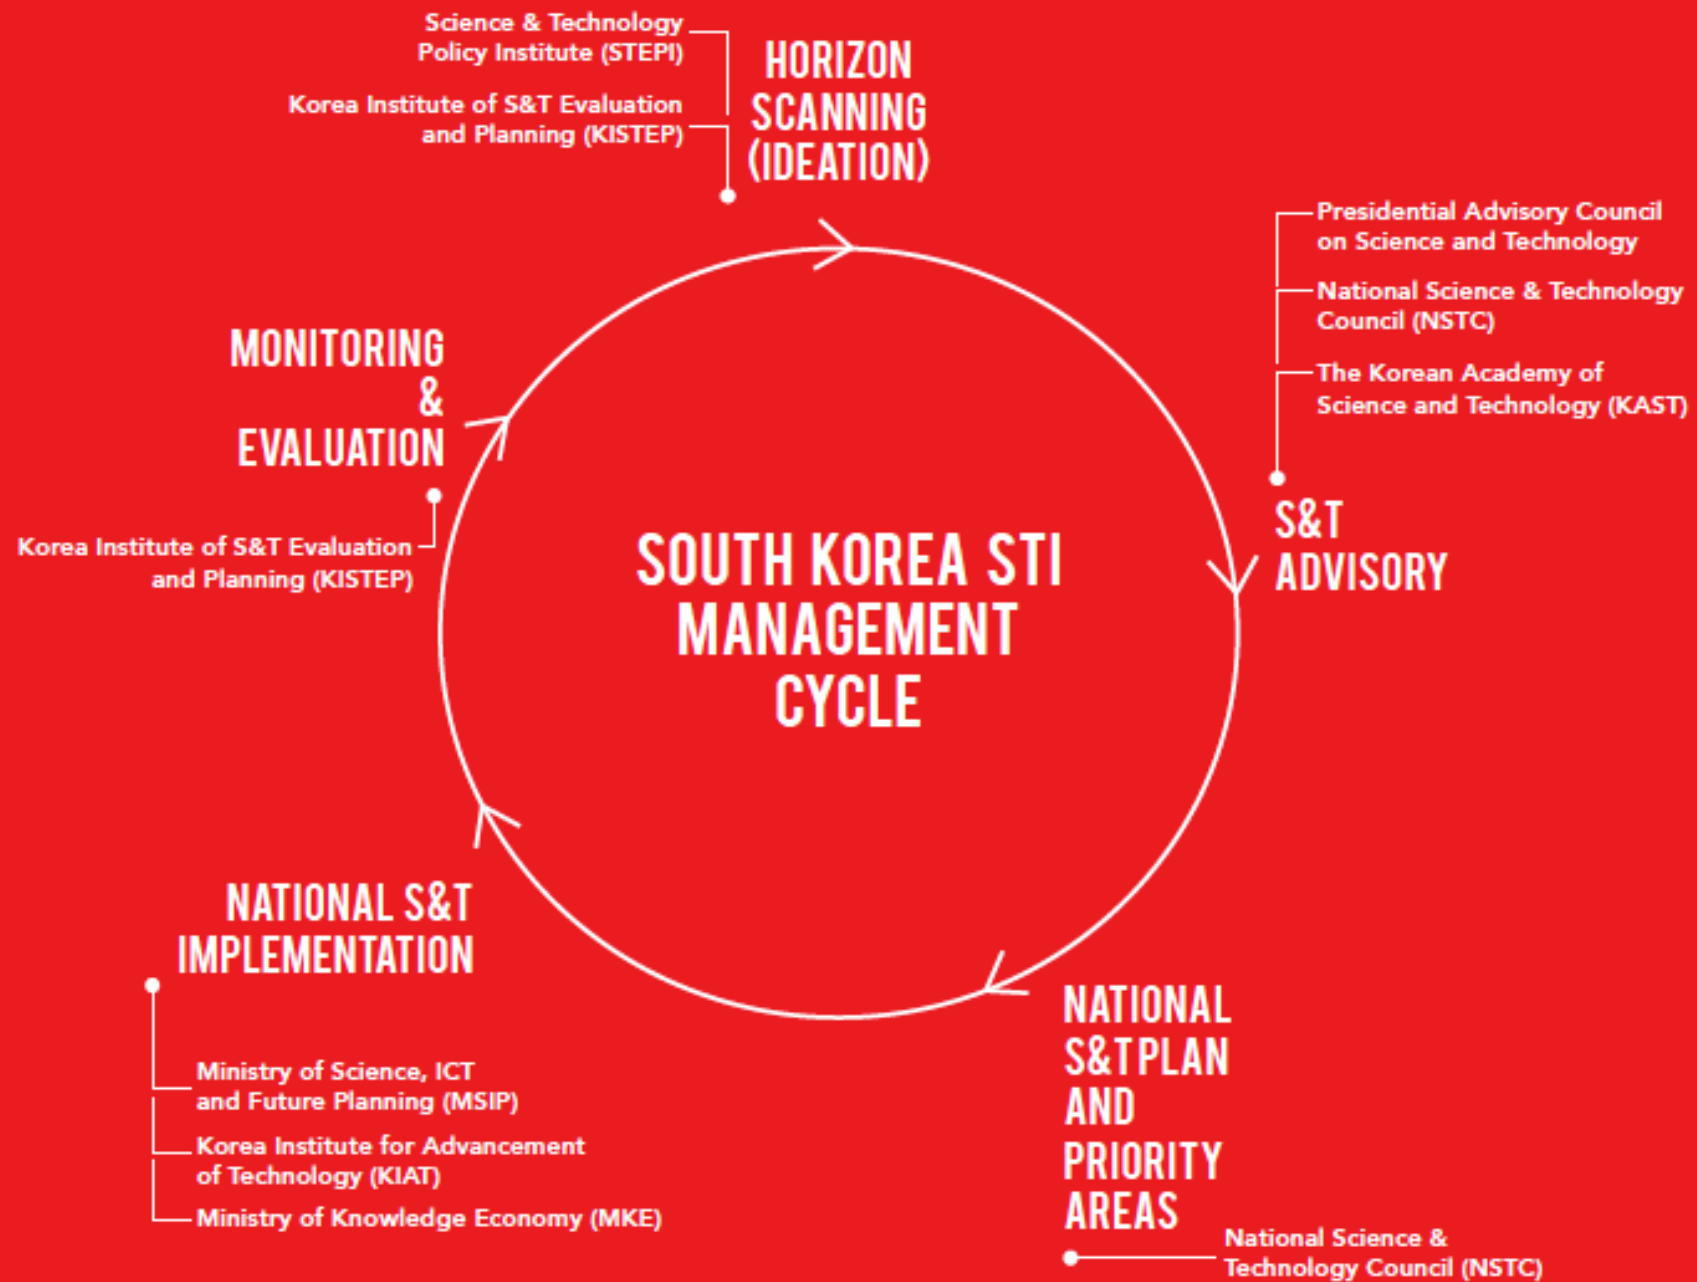 Science & Technology
Policy Institute (STEPI)
Korea Institute of S&T Evaluation
and Planning (KISTEP)
HORIZON
SCANNING
(IDEATION)
Presidential Advisory Council
on Science and Technology
National Science & Technology
Council (NSTC)
The Korean Academy of
Science and Technology (KAST)
S&T
ADVISORY
MONITORING
&
EVALUATION
Korea Institute of S&T Evaluation
and Planning (KISTEP)
SOUTH KOREA STI
MANAGEMENT
CYCLE
NATIONAL S&T
IMPLEMENTATION
Ministry of Science, ICT
and Future Planning (MSIP)
Korea Institute for Advancement
of Technology (KIAT)
Ministry of Knowledge Economy (MKE)
NATIONAL
S&T PLAN
AND
PRIORITY
AREAS
National Science &
Technology Council (NSTC)